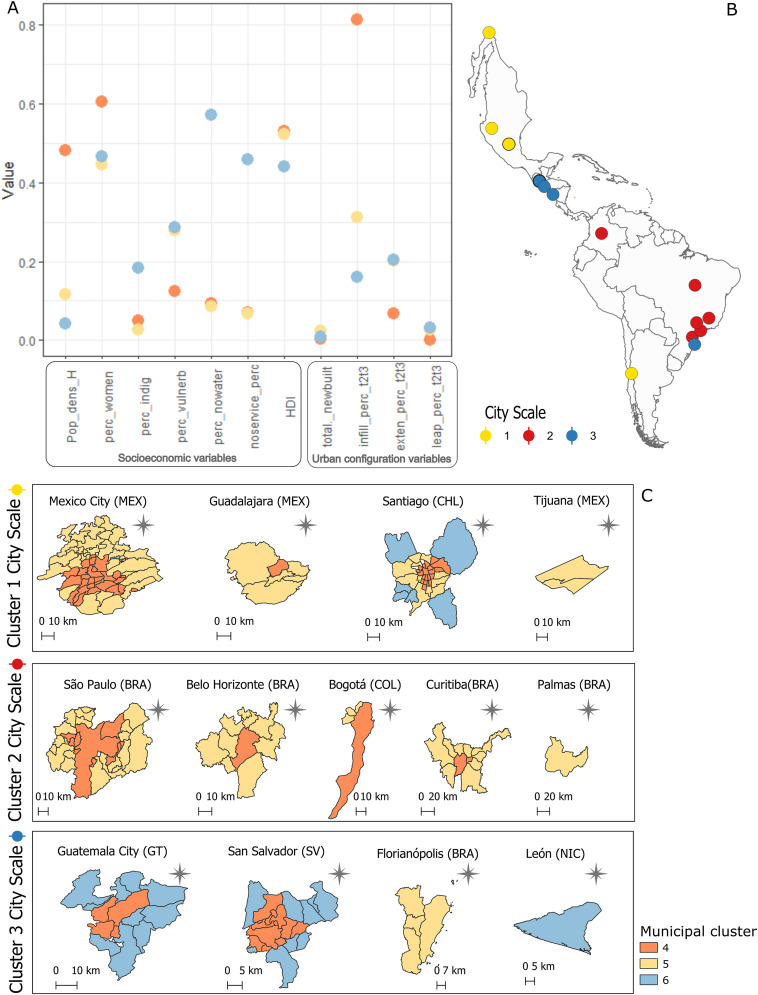 A
B
0.8
0.6
0.4
0.2
0.0
Value
Pop_dens_H
perc_women
perc_indig
perc_vulnerb
perc_nowater
noservice_perc
HDI
total_newbuilt
infill_perc_t2t3
exten_perc_t2t3
leap_perc_t2t3
Socioeconomic variables
Urban configuration variables
City Scale
1 2 3
C
Cluster 1 City Scale
Mexico City (MEX)
Guadalajara (MEX)
Santiago (CHL)
Tijuana (MEX)
0 10 km
0 10 km
0 10 km
0 10 km
Cluster 2 City Scale
São Paulo (BRA)
Belo Horizonte (BRA)
Bogotá (COL)
Curitiba(BRA)
Palmas (BRA)
0 10 km
0 10 km
0 10 km
0 20 km
0 20 km
Cluster 3 City Scale
Guatemala City (GT)
San Salvador (SV)
Florianópolis (BRA)
León (NIC)
0 10 km
0 5 km
0 7 km
0 5 km
Municipal cluster
4
5
6